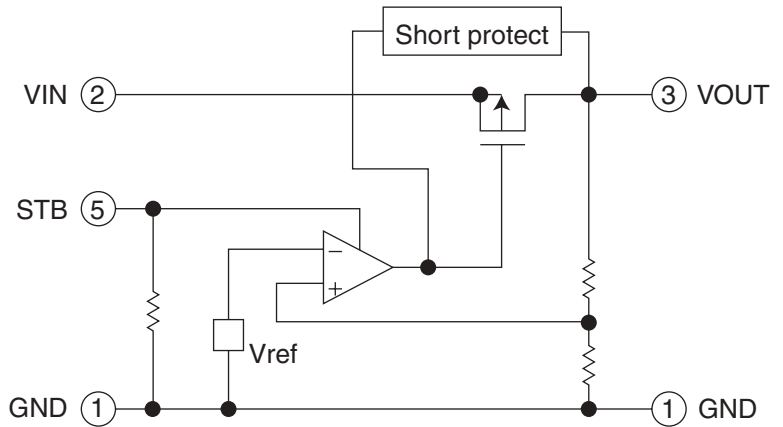 Short protect
VIN 2
3 VOUT
STB 5
−
+
Vref
GND 1
1 GND